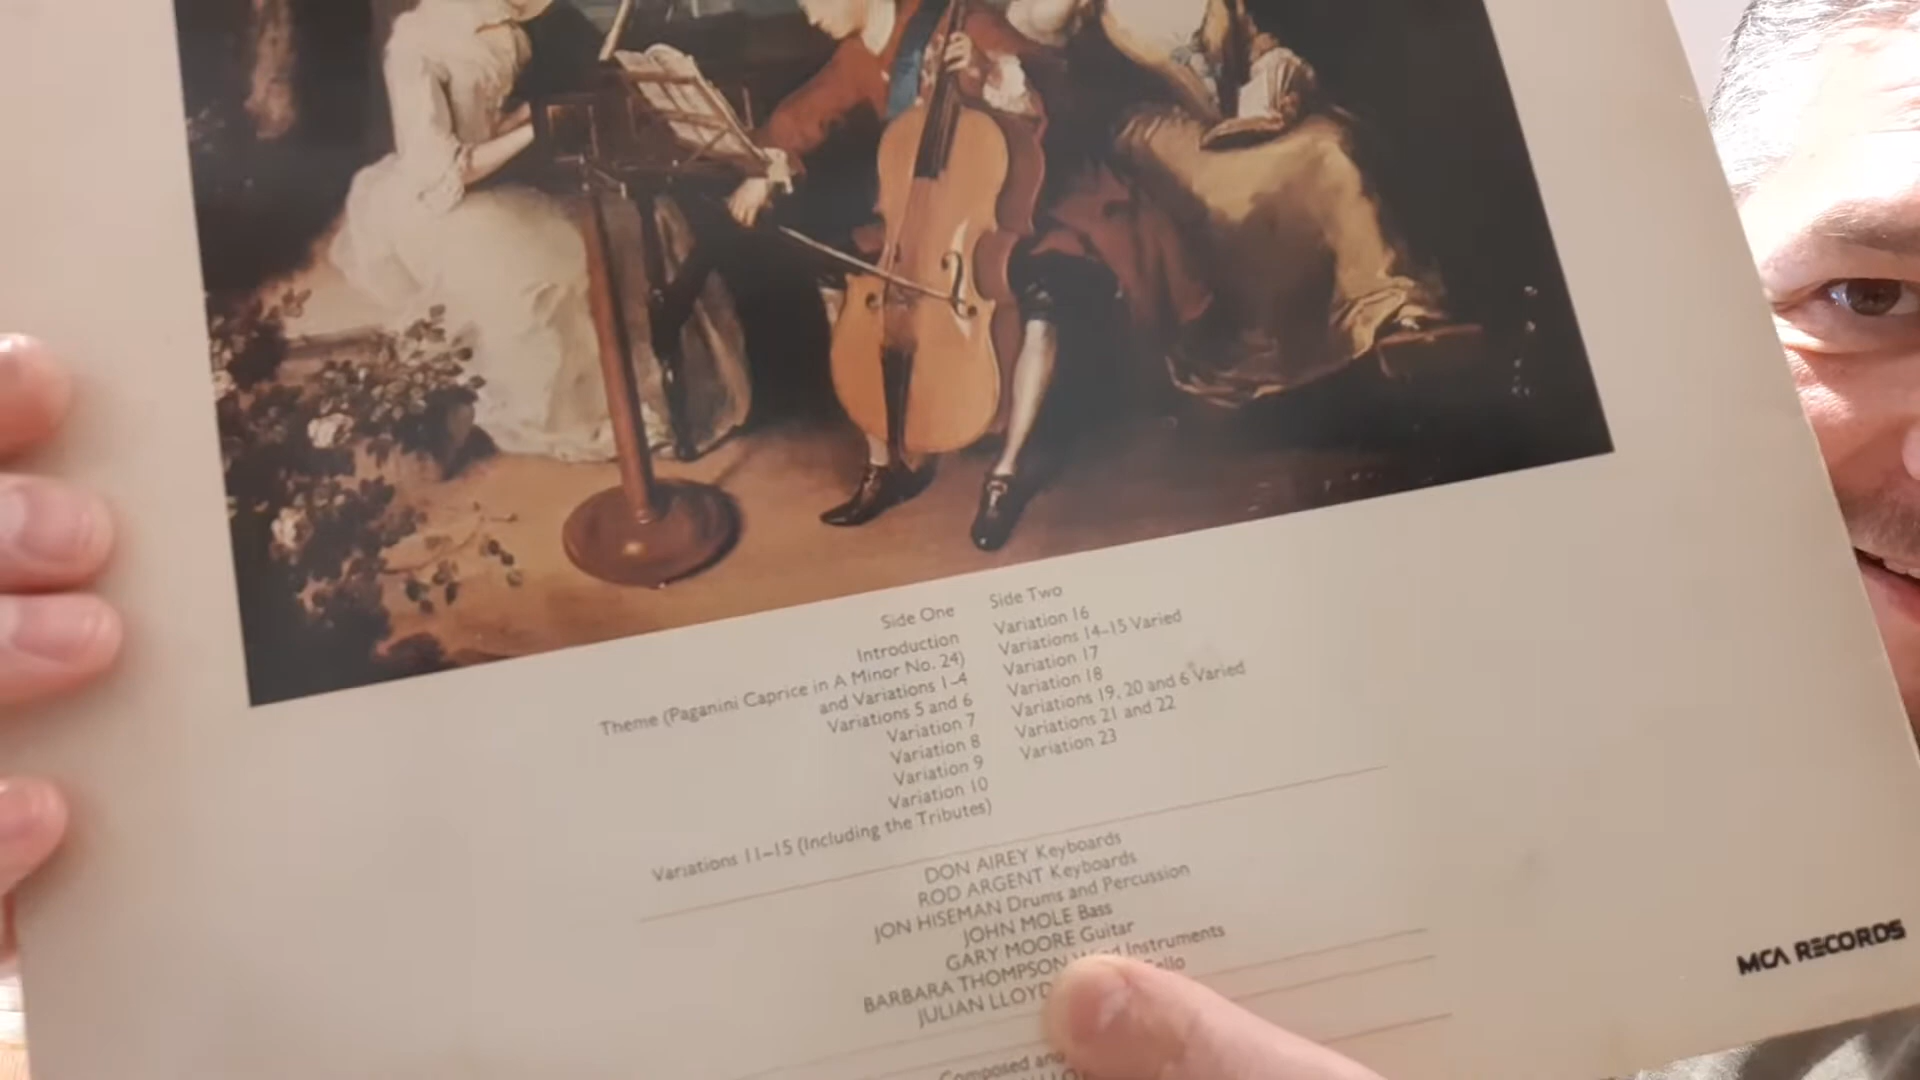 Side One
Introduction
Theme (Paganini Caprice in A Minor No. 24)
and Variations 1–4
Variations 5 and 6
Variation 7
Variation 8
Variation 9
Variation 10
Variations 11–15 (Including the Tributes)
Side Two
Variation 16
Variations 14–15 Varied
Variation 17
Variation 18
Variations 19, 20 and 6 Varied
Variations 21 and 22
Variation 23
DON AIREY Keyboards
ROD ARGENT Keyboards
JON HISEMAN Drums and Percussion
JOHN MOLE Bass
GARY MOORE Guitar
BARBARA THOMPSON Instruments
JULIAN LLOYD
Composed and
MCA RECORDS